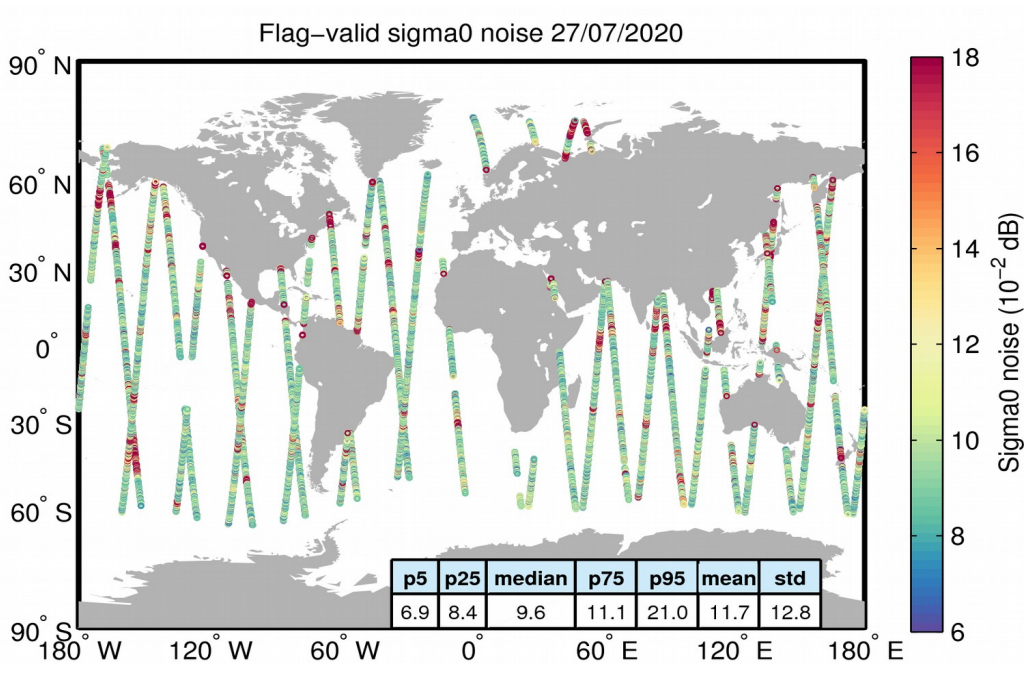 Flag−valid sigma0 noise 27/07/2020
90° N
60° N
30° N
0°
30° S
60° S
90° S
180° W
120° W
60° W
0°
60° E
120° E
180° E
p5 p25 median p75 p95 mean std
6.9 8.4 9.6 11.1 21.0 11.7 12.8
18
16
14
12
10
8
6
Sigma0 noise (10⁻² dB)